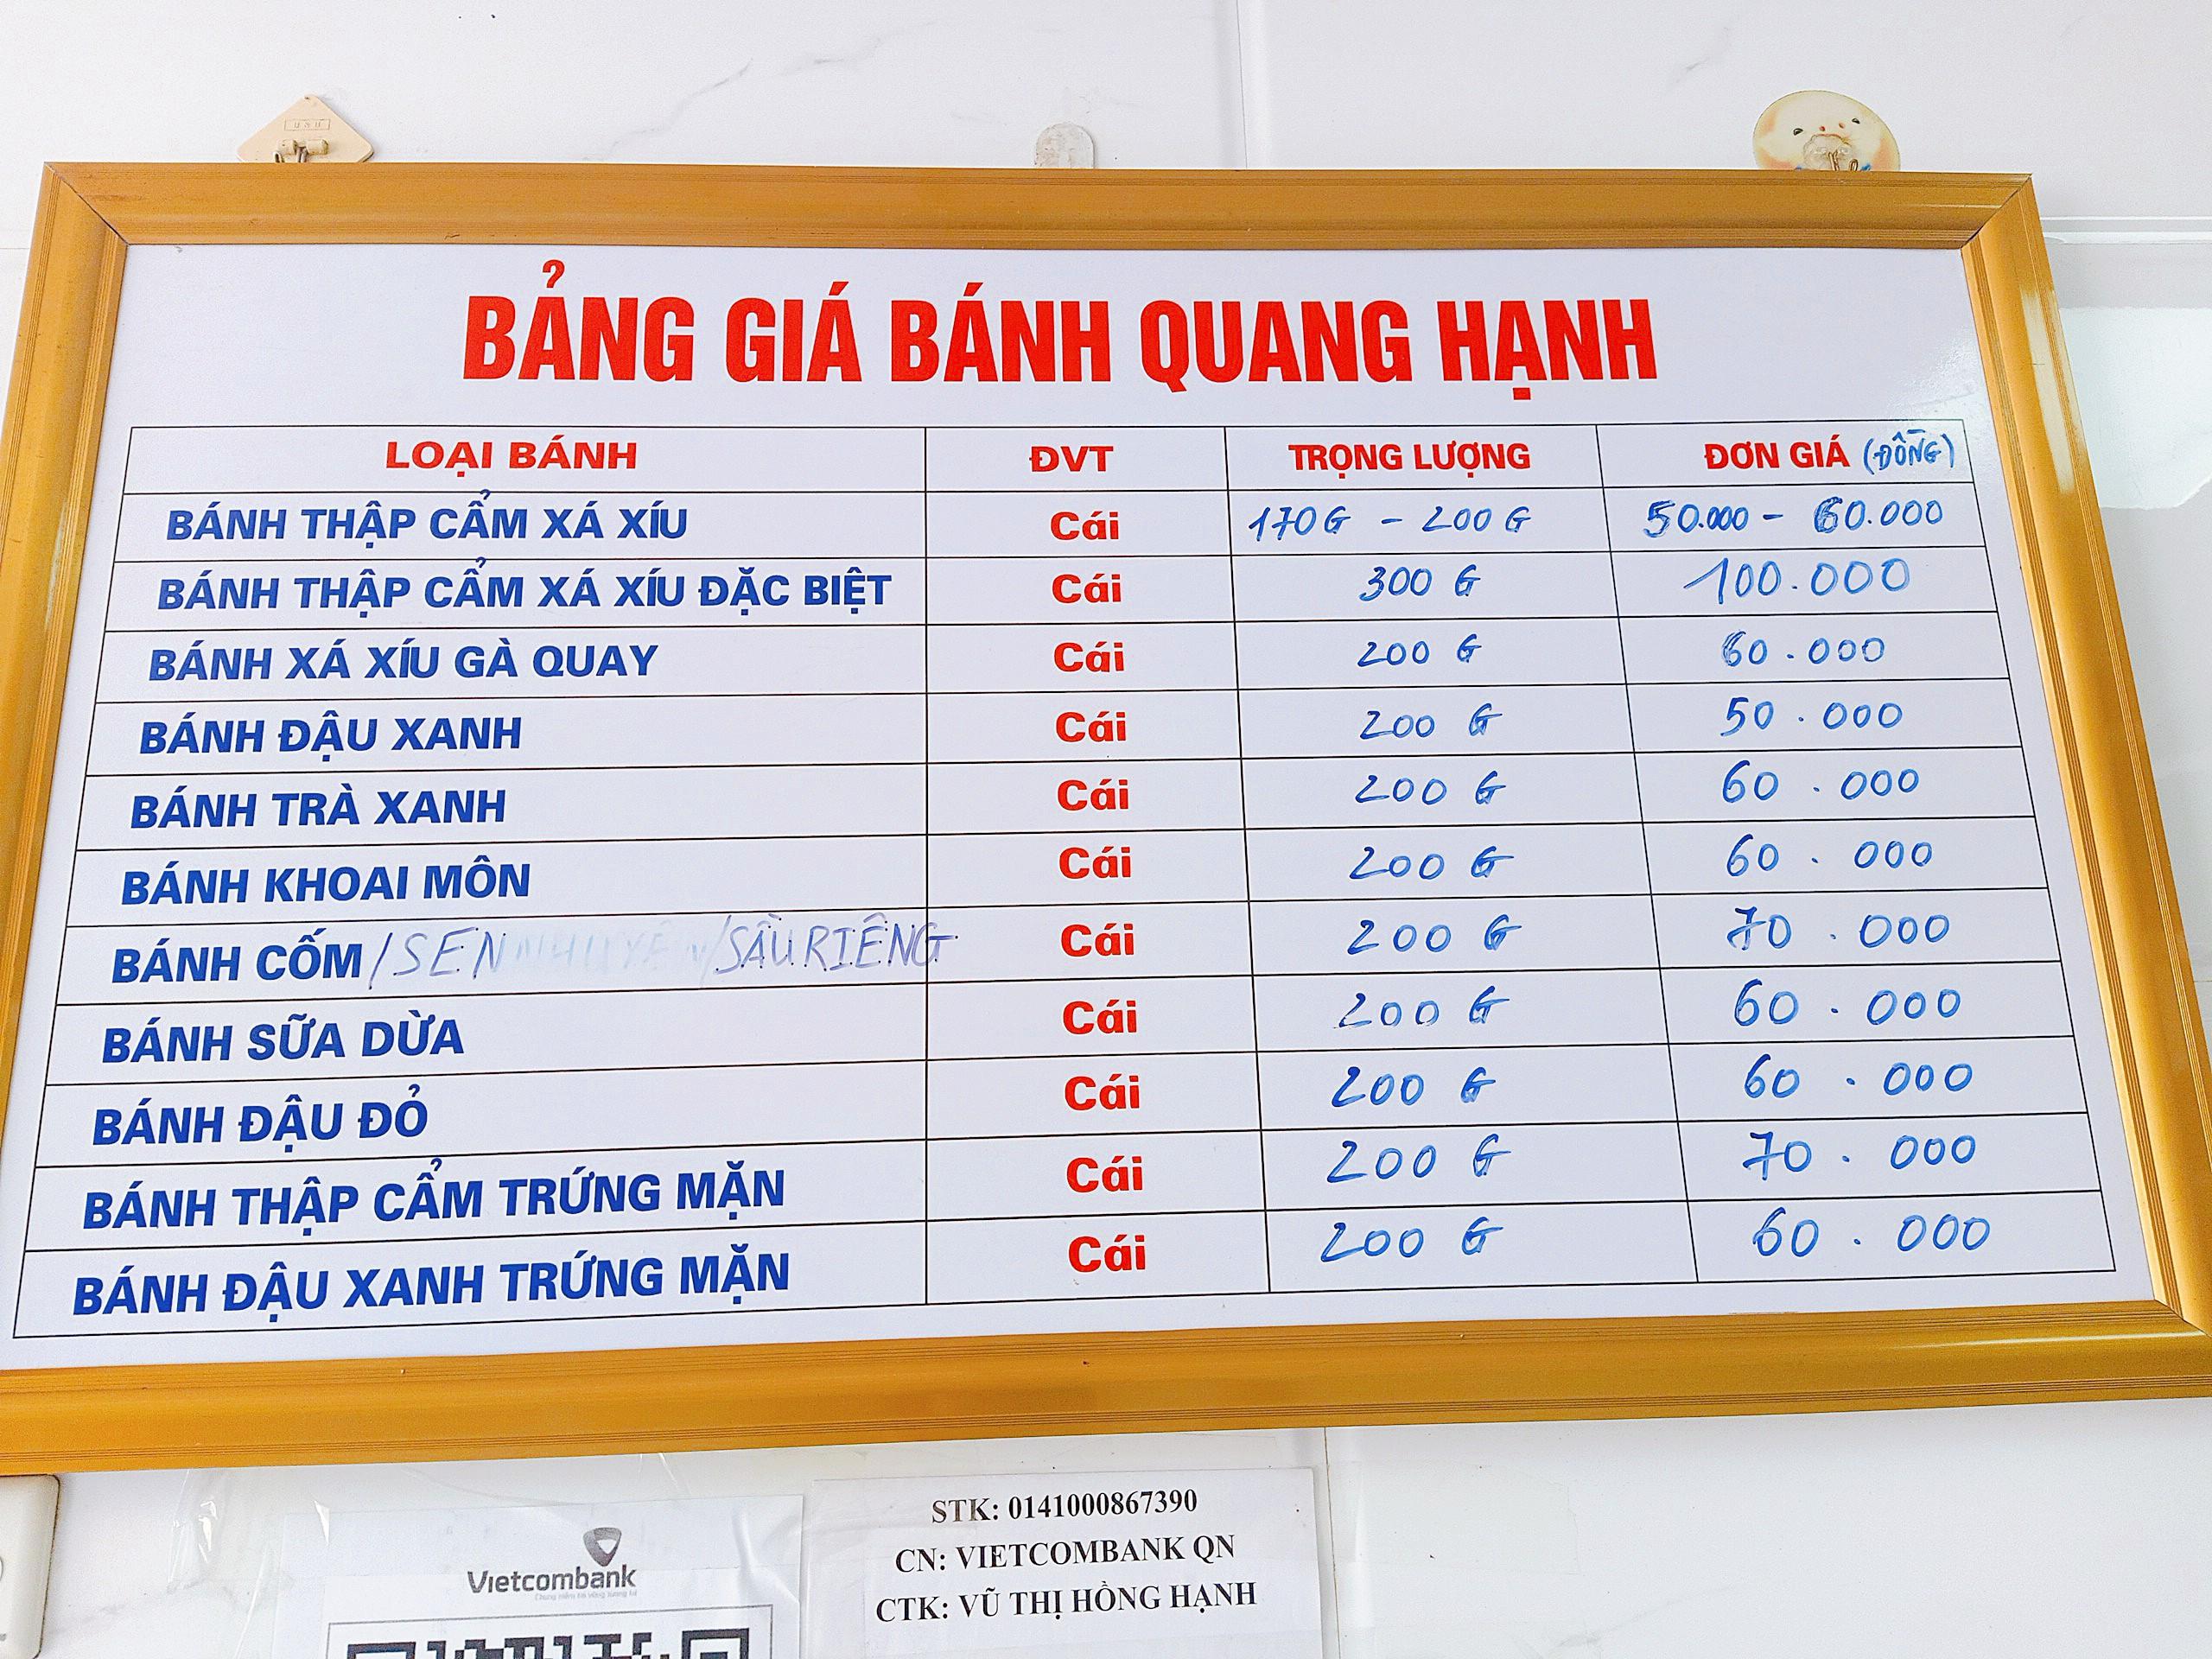 BẢNG GIÁ BÁNH QUANG HẠNH
LOẠI BÁNH ĐVT TRỌNG LƯỢNG ĐƠN GIÁ (ĐỒNG)
BÁNH THẬP CẨM XÁ XÍU Cái 170G - 200G 50.000 - 60.000
BÁNH THẬP CẨM XÁ XÍU ĐẶC BIỆT Cái 300 G 100.000
BÁNH XÁ XÍU GÀ QUAY Cái 200 G 60.000
BÁNH ĐẬU XANH Cái 200 G 50.000
BÁNH TRÀ XANH Cái 200 G 60.000
BÁNH KHOAI MÔN Cái 200 G 60.000
BÁNH CỐM/SEN /SẦU RIÊNG Cái 200 G 70.000
BÁNH SỮA DỪA Cái 200 G 60.000
BÁNH ĐẬU ĐỎ Cái 200 G 60.000
BÁNH THẬP CẨM TRỨNG MẶN Cái 200 G 70.000
BÁNH ĐẬU XANH TRỨNG MẶN Cái 200 G 60.000
Vietcombank
STK: 0141000867390
CN: VIETCOMBANK QN
CTK: VŨ THỊ HỒNG HẠNH